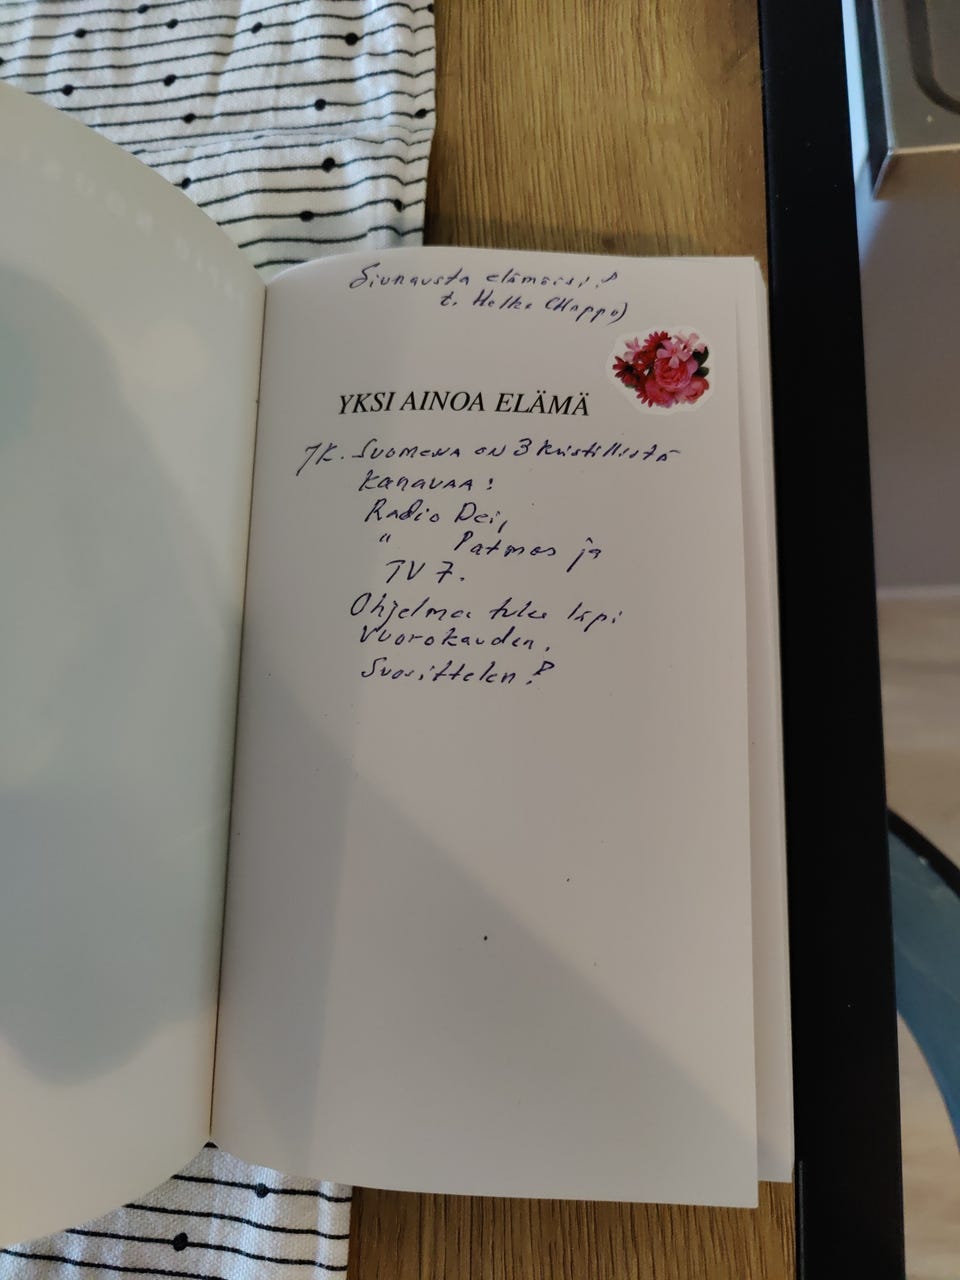 Siunausta elämääsi!
t. Helka (Happo)
YKSI AINOA ELÄMÄ
JK. Suomessa on 3 kristillistä
kanavaa:
Radio Dei,
" Patmos ja
TV 7.
Ohjelmaa tulee läpi
vuorokauden.
Suosittelen!